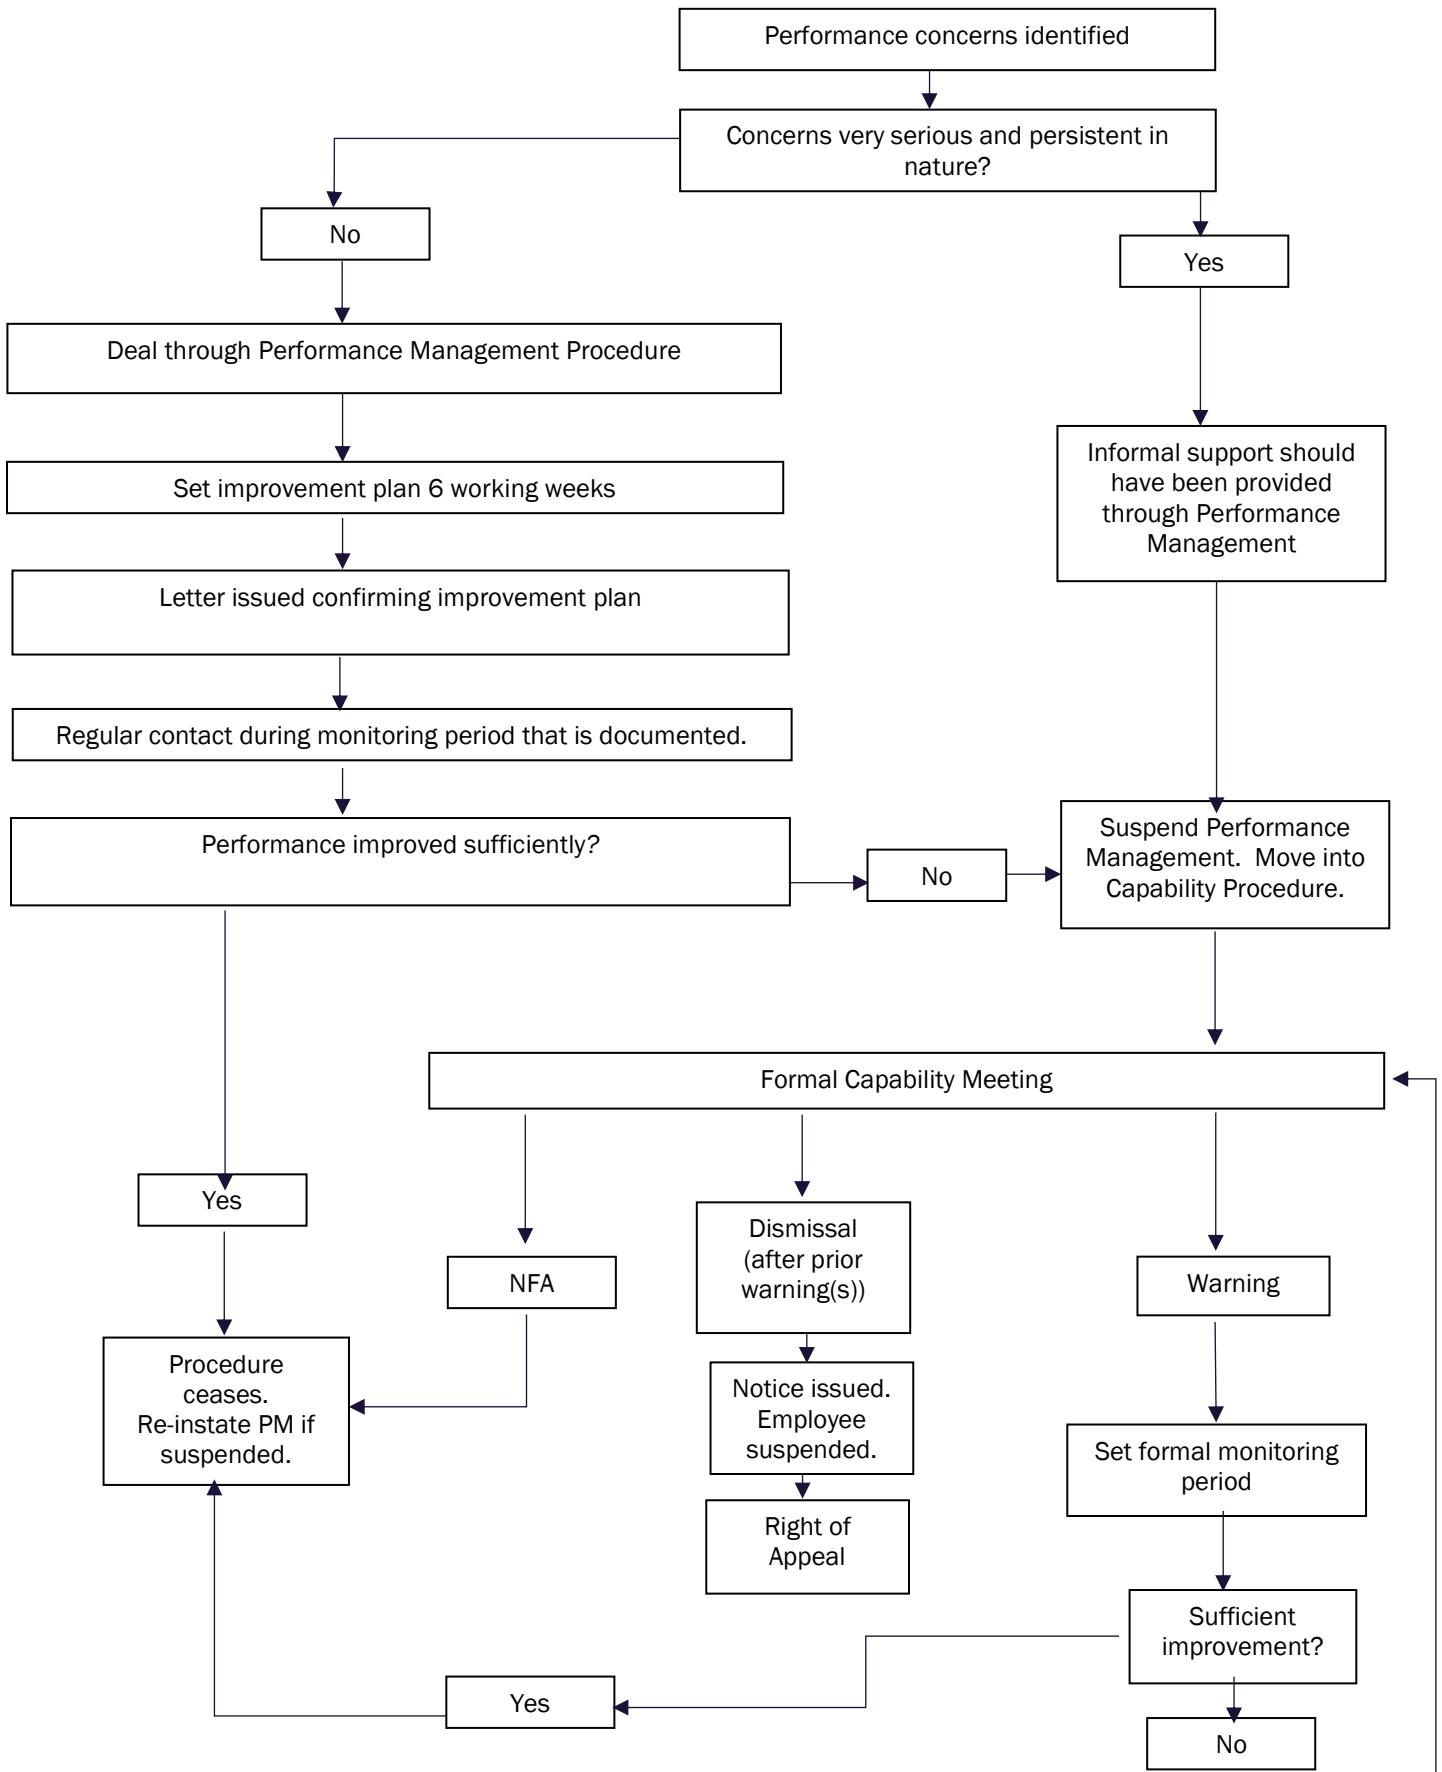 Performance concerns identified
Concerns very serious and persistent in
nature?
No
Yes
Deal through Performance Management Procedure
Informal support should
have been provided
through Performance
Management
Set improvement plan 6 working weeks
Letter issued confirming improvement plan
Regular contact during monitoring period that is documented.
Performance improved sufficiently?
No
Suspend Performance
Management.  Move into
Capability Procedure.
Formal Capability Meeting
Yes
NFA
Dismissal
(after prior
warning(s))
Warning
Procedure
ceases.
Re-instate PM if
suspended.
Notice issued.
Employee
suspended.
Set formal monitoring
period
Right of
Appeal
Sufficient
improvement?
Yes
No